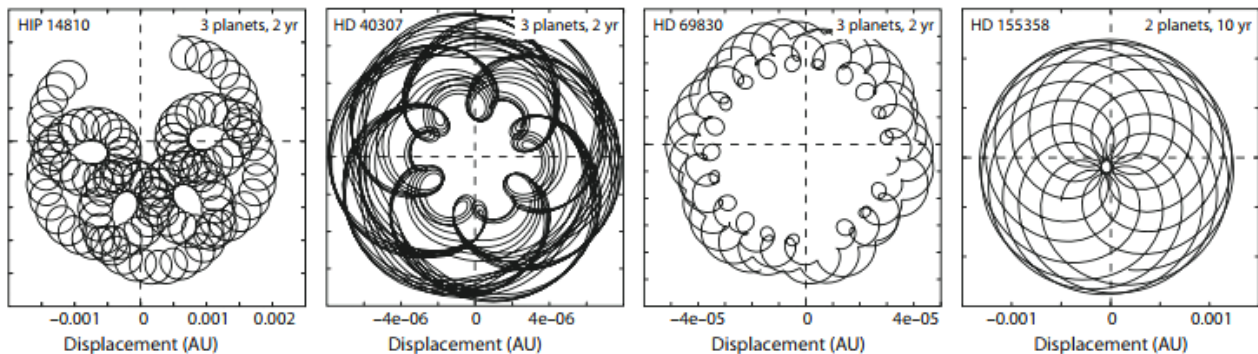 HIP 14810 3 planets, 2 yr
HD 40307 3 planets, 2 yr
HD 69830 3 planets, 2 yr
HD 155358 2 planets, 10 yr
−0.001 0 0.001 0.002
−4e−06 0 4e−06
−4e−05 0 4e−05
−0.001 0 0.001
Displacement (AU)
Displacement (AU)
Displacement (AU)
Displacement (AU)